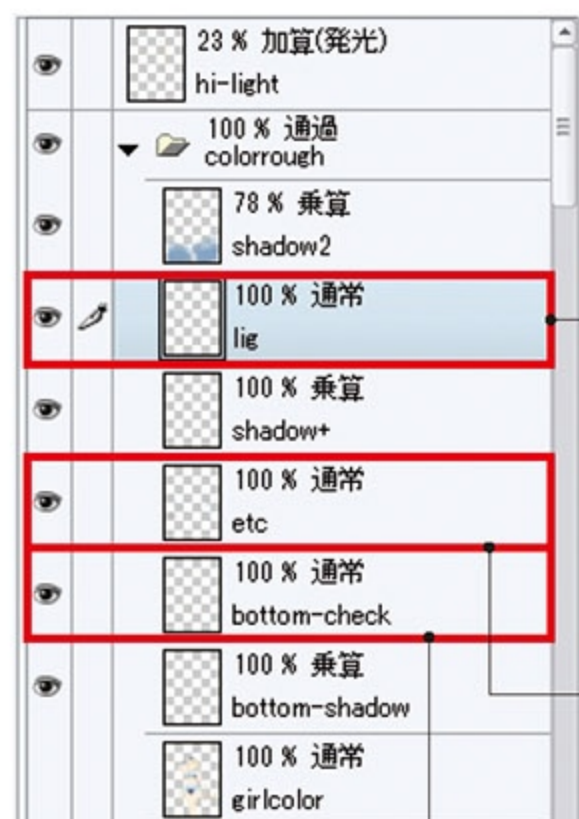 23 % 加算(発光)
hi-light
100 % 通過
colorrough
78 % 乗算
shadow2
100 % 通常
lig
100 % 乗算
shadow+
100 % 通常
etc
100 % 通常
bottom-check
100 % 乗算
bottom-shadow
100 % 通常
girlcolor